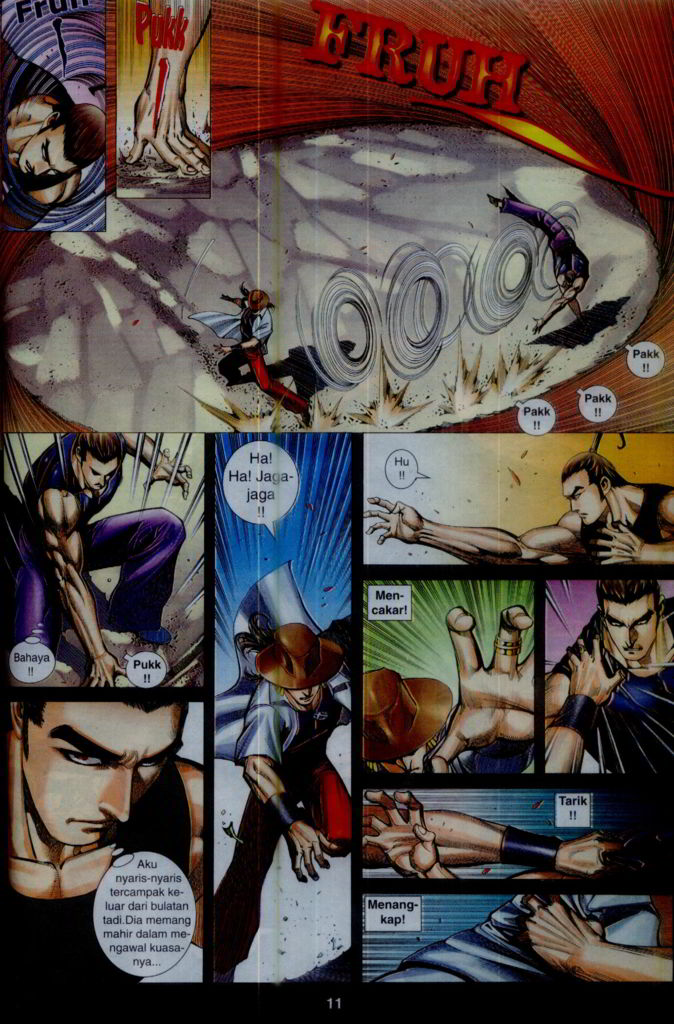 Fruh
!
Pukk
!
FRUH
Pakk
!!
Pakk
!!
Pakk
!!
Bahaya
!!
Pukk
!!
Ha!
Ha! Jaga-
jaga
!!
Hu
!!
Men-
cakar!
Tarik
!!
Menang-
kap!
Aku
nyaris-nyaris
tercampak ke-
luar dari bulatan
tadi.Dia memang
mahir dalam me-
ngawal kuasa-
nya...
11